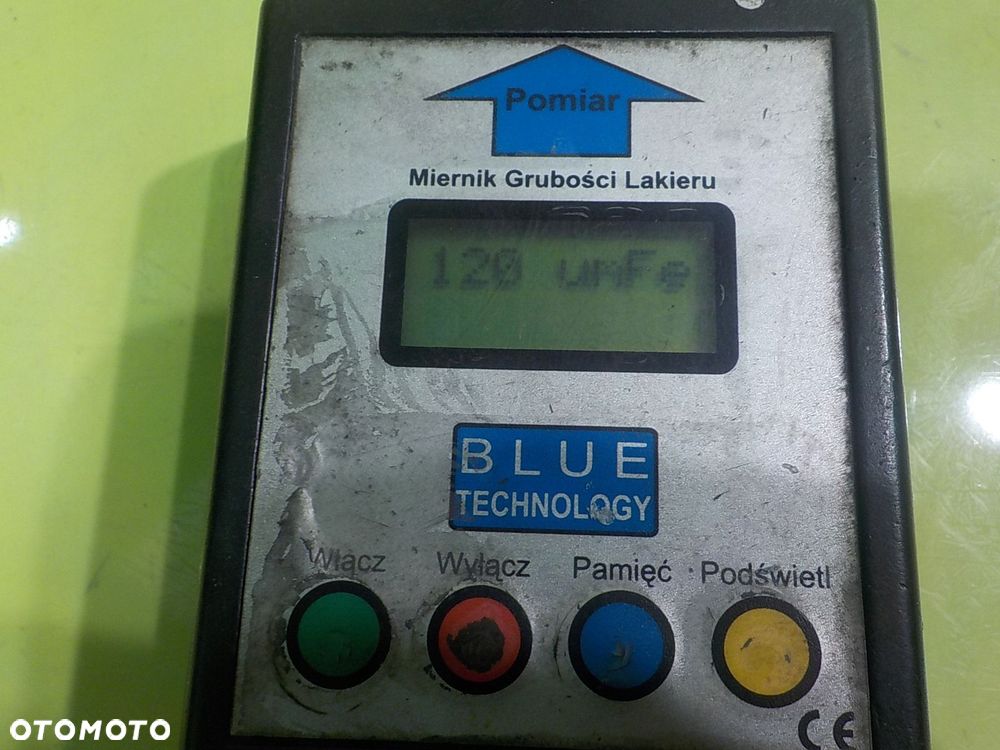 Pomiar
Miernik Grubości Lakieru
120 umFe
BLUE
TECHNOLOGY
Włącz Wyłącz Pamięć Podświetl
CE
OTOMOTO